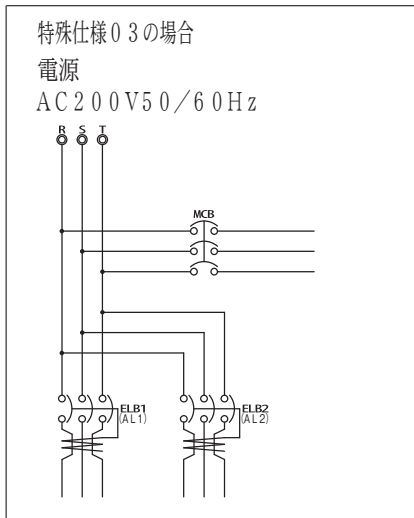 特殊仕様０３の場合
電源
ＡＣ２００Ｖ５０／６０Ｈｚ
R S T
MCB
ELB1 ELB2
(AL1) (AL2)